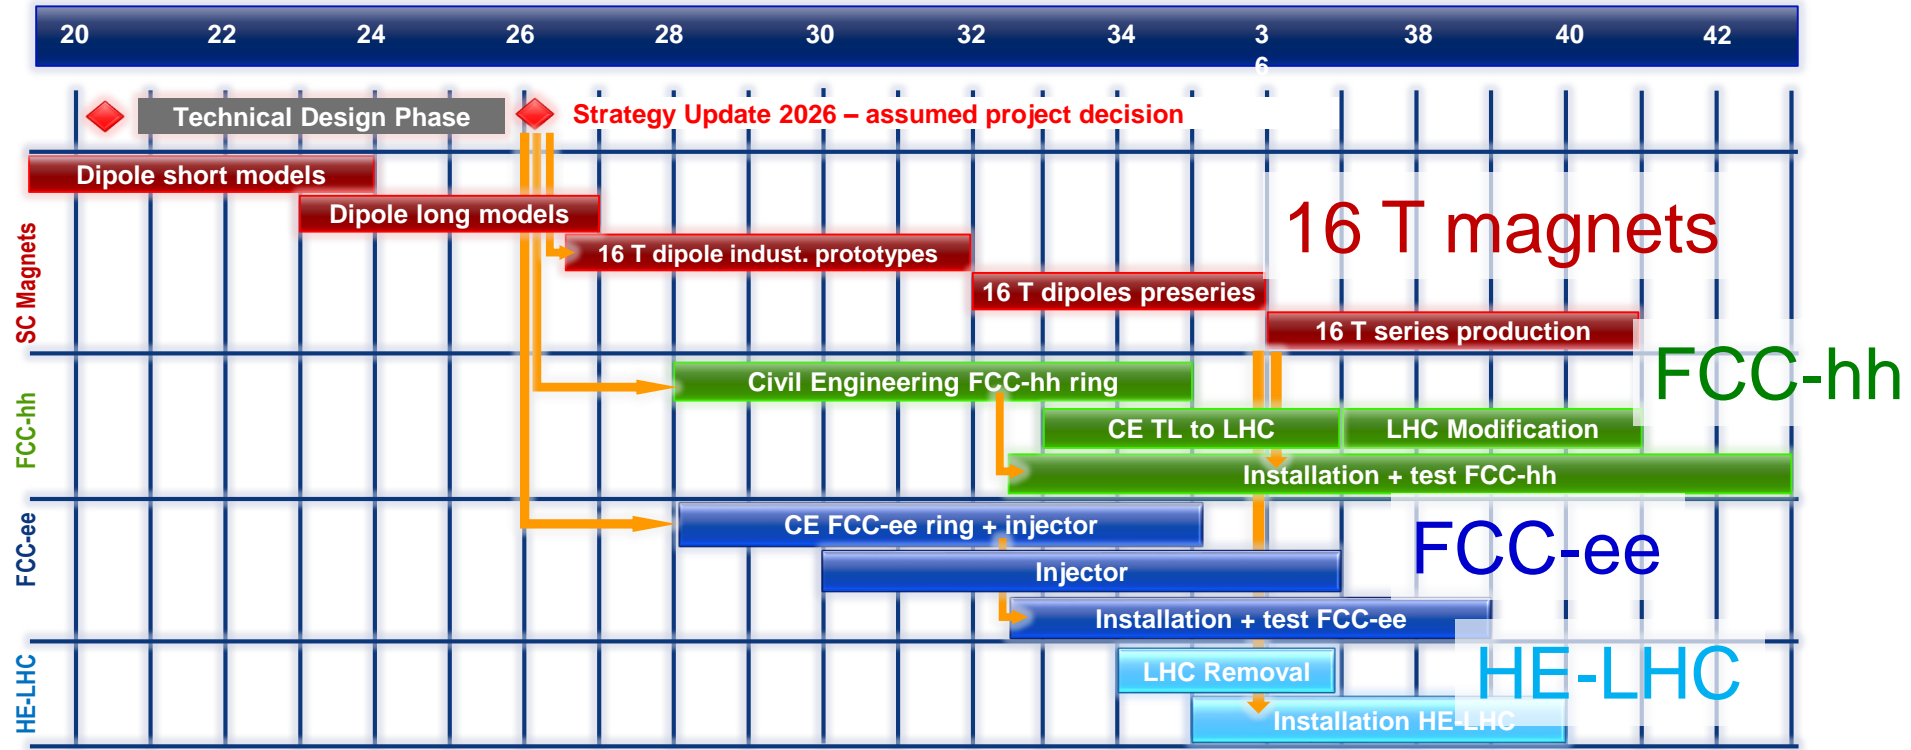 20 22 24 26 28 30 32 34 36 38 40 42
Technical Design Phase
Strategy Update 2026 – assumed project decision
SC Magnets
Dipole short models
Dipole long models
16 T dipole indust. prototypes
16 T dipoles preseries
16 T series production
16 T magnets
FCC-hh
Civil Engineering FCC-hh ring
CE TL to LHC
LHC Modification
Installation + test FCC-hh
FCC-hh
FCC-ee
CE FCC-ee ring + injector
Injector
Installation + test FCC-ee
FCC-ee
HE-LHC
LHC Removal
Installation HE-LHC
HE-LHC